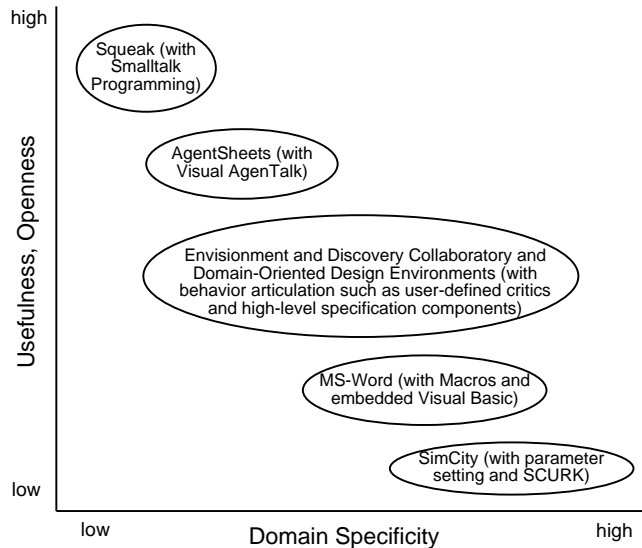 high
Squeak (with
Smalltalk
Programming)
AgentSheets (with
Visual AgenTalk)
Usefulness, Openness
Envisionment and Discovery Collaboratory and
Domain-Oriented Design Environments (with
behavior articulation such as user-defined critics
and high-level specification components)
MS-Word (with Macros and
embedded Visual Basic)
SimCity (with parameter
setting and SCURK)
low
low
Domain Specificity
high